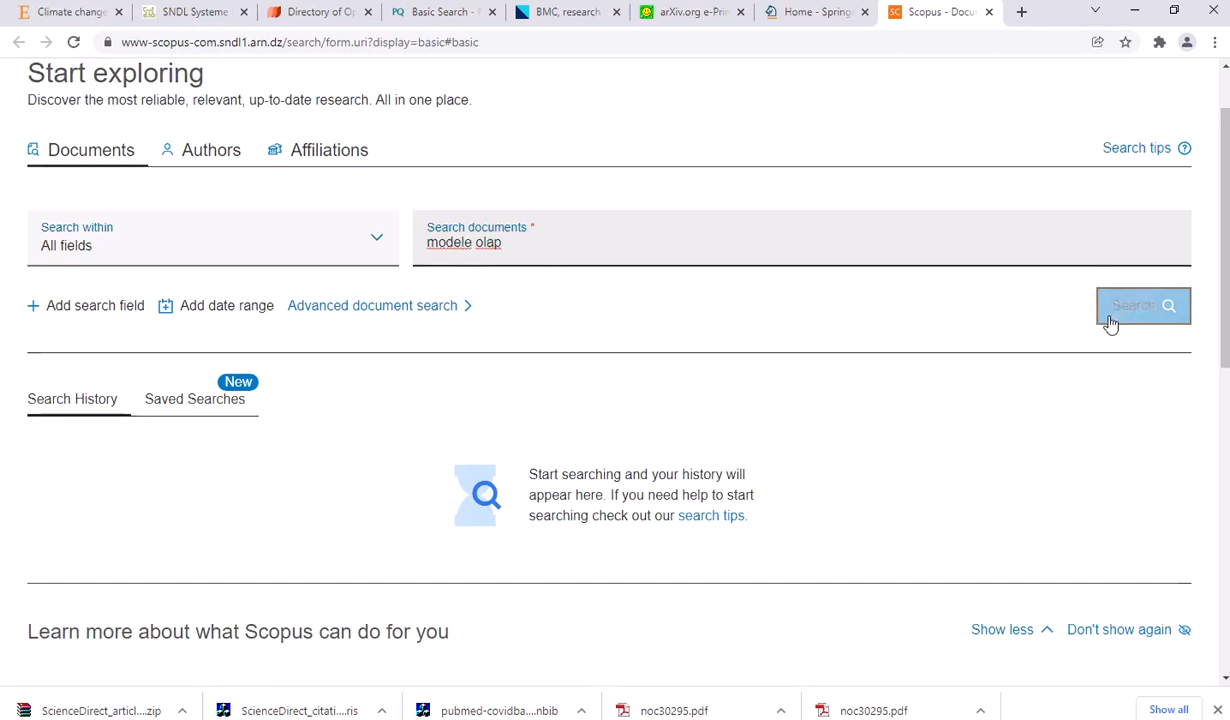 Climate change
SNDL Systeme
Directory of Op
Basic Search - P
BMC, research
arXiv.org e-Prin
Home - Spring
Scopus - Docu
www-scopus-com.sndl1.arn.dz/search/form.uri?display=basic#basic
Start exploring
Discover the most reliable, relevant, up-to-date research. All in one place.
Documents
Authors
Affiliations
Search tips
Search within
All fields
Search documents *
modele olap
Add search field
Add date range
Advanced document search
Search
New
Search History
Saved Searches
Start searching and your history will
appear here. If you need help to start
searching check out our search tips.
Learn more about what Scopus can do for you
Show less
Don't show again
ScienceDirect_articl....zip
ScienceDirect_citati....ris
pubmed-covidba....nbib
noc30295.pdf
noc30295.pdf
Show all